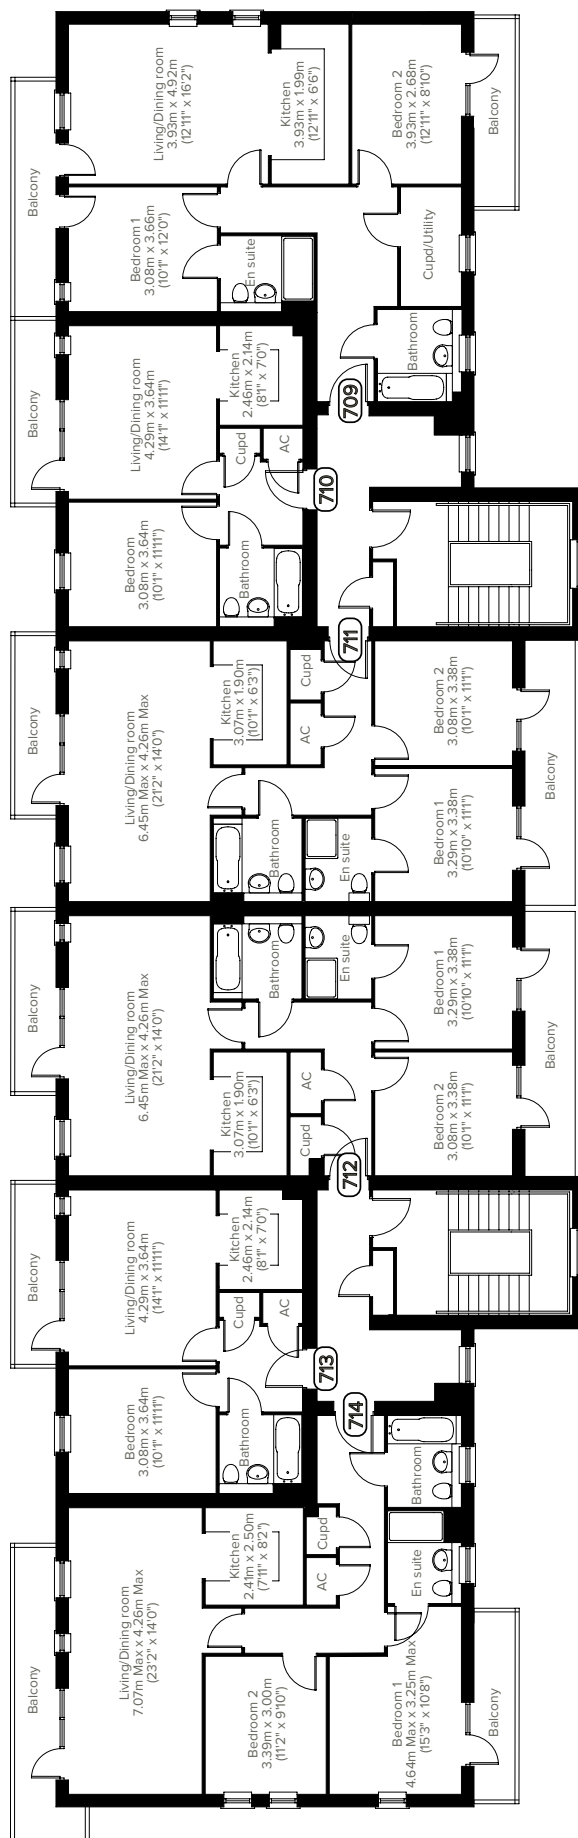 Living/Dining room
3.93m x 4.92m
(12'11" x 16'2")
Kitchen
3.93m x 1.99m
(12'11" x 6'6")
Bedroom 2
3.93m x 2.68m
(12'11" x 8'10")
Balcony
Balcony
Bedroom 1
3.08m x 3.66m
(10'1" x 12'0")
En suite
Cupd/Utility
Bathroom
709
Balcony
Living/Dining room
4.29m x 3.64m
(14'1" x 11'11")
Kitchen
2.46m x 2.14m
(8'1" x 7'0")
Cupd
AC
710
Bedroom
3.08m x 3.64m
(10'1" x 11'11")
Bathroom
711
Balcony
Living/Dining room
6.45m Max x 4.26m Max
(21'2" x 14'0")
Kitchen
3.07m x 1.90m
(10'1" x 6'3")
Cupd
AC
Bedroom 2
3.08m x 3.38m
(10'1" x 11'1")
Balcony
Bathroom
En suite
Bedroom 1
3.29m x 3.38m
(10'10" x 11'1")
Balcony
Living/Dining room
6.45m Max x 4.26m Max
(21'2" x 14'0")
Bathroom
En suite
Bedroom 1
3.29m x 3.38m
(10'10" x 11'1")
Balcony
Kitchen
3.07m x 1.90m
(10'1" x 6'3")
AC
Cupd
Bedroom 2
3.08m x 3.38m
(10'1" x 11'1")
712
Balcony
Living/Dining room
4.29m x 3.64m
(14'1" x 11'11")
Kitchen
2.46m x 2.14m
(8'1" x 7'0")
Cupd
AC
713
Bedroom
3.08m x 3.64m
(10'1" x 11'11")
Bathroom
714
Bathroom
Balcony
Living/Dining room
7.07m Max x 4.26m Max
(23'2" x 14'0")
Kitchen
2.41m x 2.50m
(7'11" x 8'2")
Cupd
AC
En suite
Bedroom 2
3.39m x 3.00m
(11'2" x 9'10")
Bedroom 1
4.64m Max x 3.25m Max
(15'3" x 10'8")
Balcony